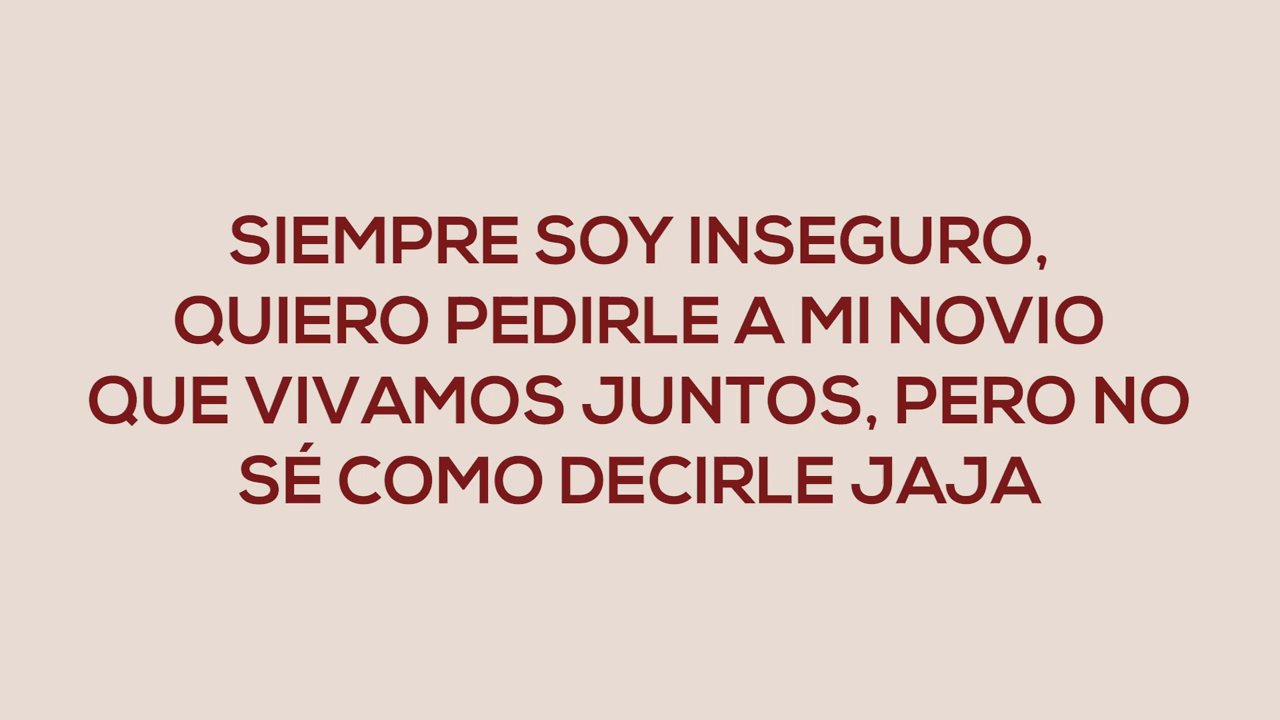 SIEMPRE SOY INSEGURO,
QUIERO PEDIRLE A MI NOVIO
QUE VIVAMOS JUNTOS, PERO NO
SÉ COMO DECIRLE JAJA